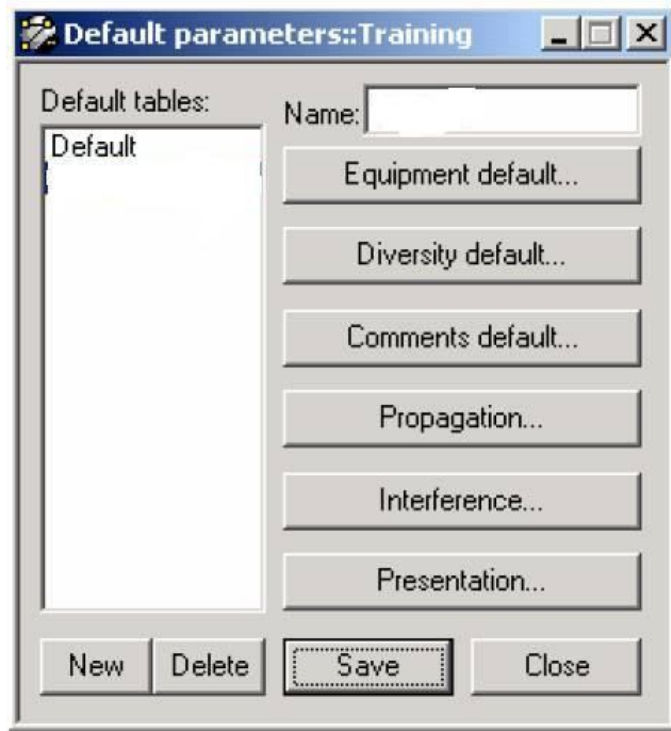 Default parameters::Training
Default tables:
Default
Name:
Equipment default...
Diversity default...
Comments default...
Propagation...
Interference...
Presentation...
New Delete Save Close